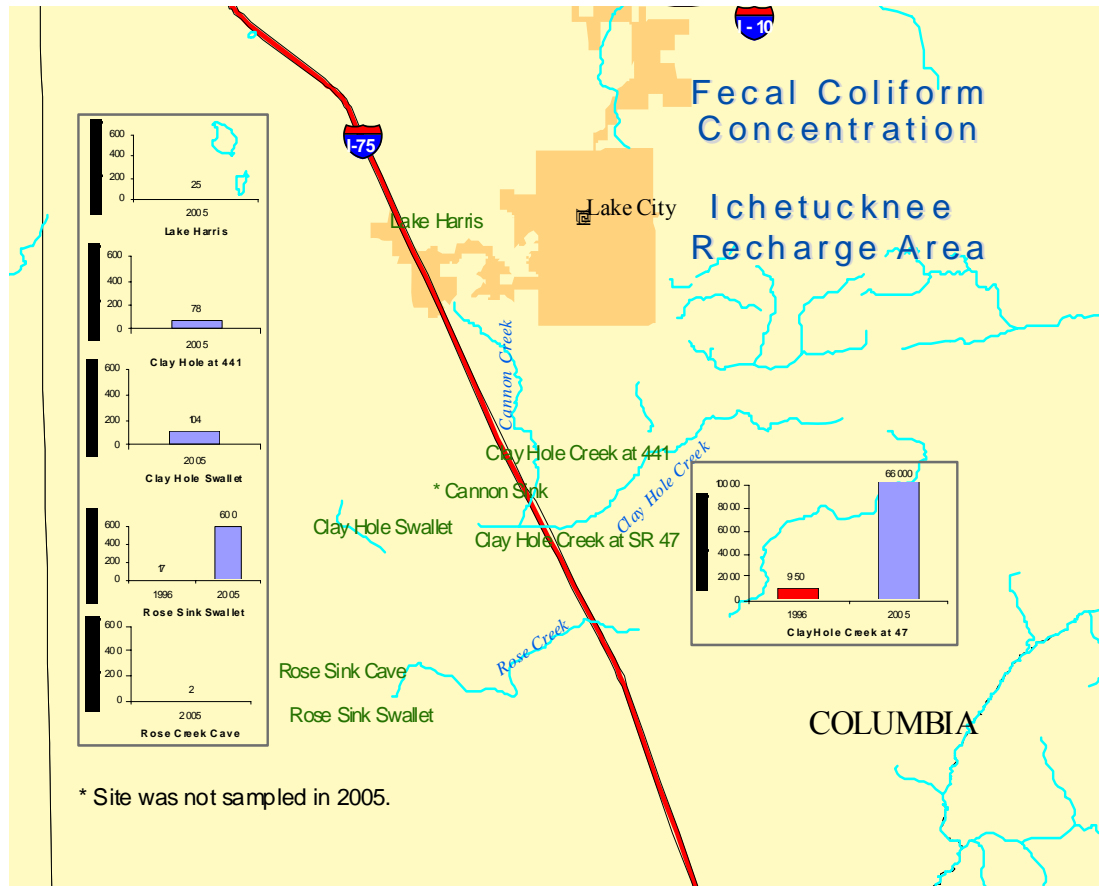 I - 10
Fecal Coliform
Concentration
Ichetucknee
Recharge Area
I-75
Lake City
Lake Harris
Cannon Creek
Clay Hole Creek at 441
Clay Hole Creek
* Cannon Sink
Clay Hole Swallet
Clay Hole Creek at SR 47
Rose Creek
Rose Sink Cave
Rose Sink Swallet
COLUMBIA
600
400
200
0
25
2005
Lake Harris
600
400
200
0
78
2005
Clay Hole at 441
600
400
200
0
104
2005
Clay Hole Swallet
600
400
200
0
17
600
1996 2005
Rose Sink Swallet
600
400
200
0
2
2005
Rose Creek Cave
10000
8000
6000
4000
2000
0
950
66000
1996 2005
Clay Hole Creek at 47
* Site was not sampled in 2005.